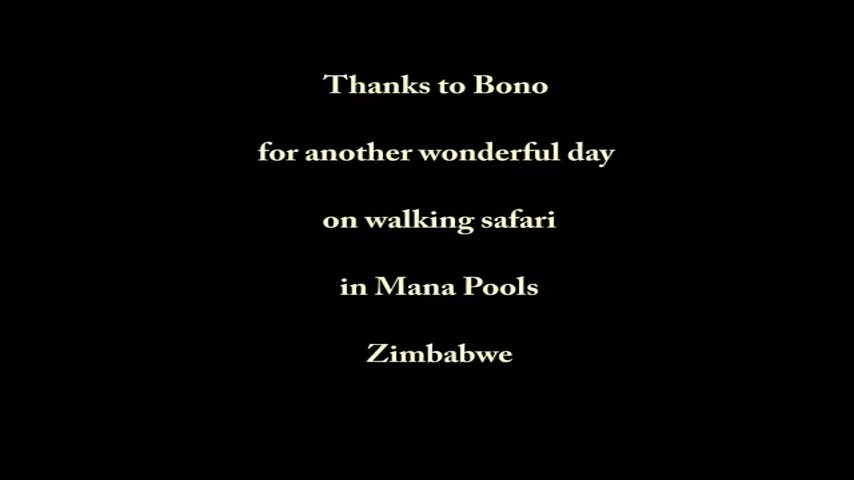 Thanks to Bono
for another wonderful day
on walking safari
in Mana Pools
Zimbabwe